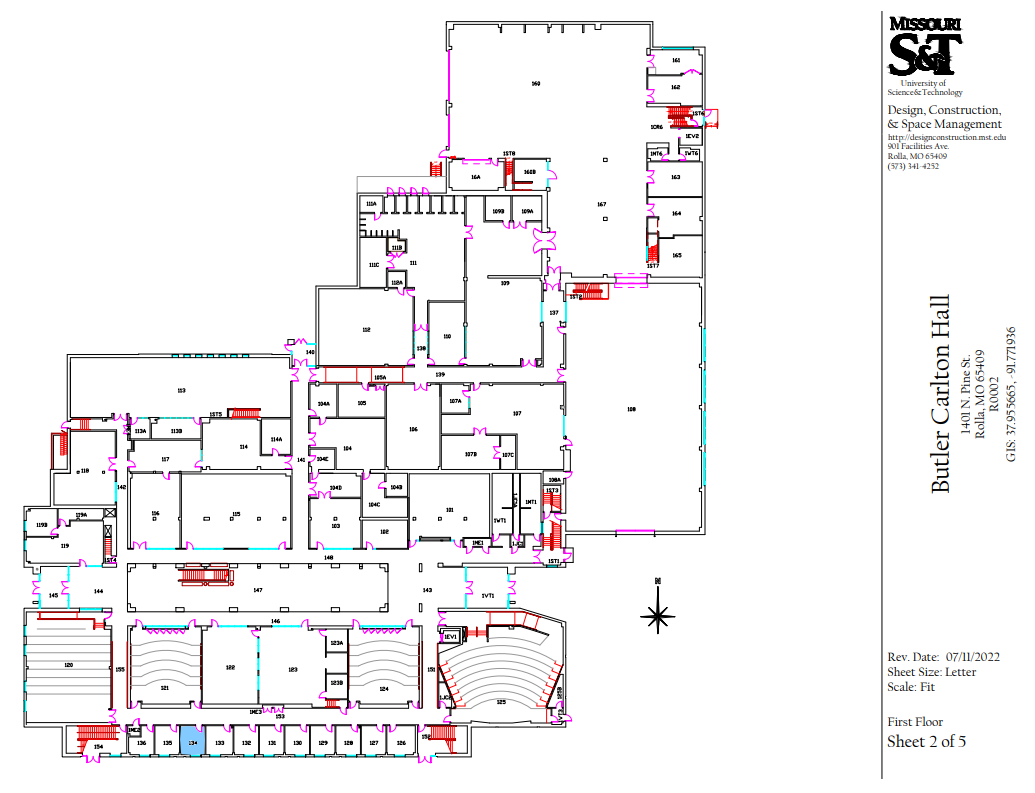 160
161
162
1ST6
1CR6
1EV2
1NT6
1WT6
1ST8
16A
160B
163
167
164
165
1ST7
111A
109B
109A
111B
111C
111
112A
109
1ST2
137
112
110
138
140
139
105A
113
108
104A
105
107A
107
106
1ST5
113A
113B
114
114A
117
104
104E
107B
107C
118
141
142
104D
104B
104C
108A
1ST3
116
115
103
102
101
1WT1
1NT1
119A
119B
119
1ME1
1ST4
1ST1
148
145
144
147
143
1VT1
146
120
155
121
122
123
123A
123B
124
151
1EV1
125
1ME3
153
1ME2
154
136
135
134
133
132
131
130
129
128
127
126
152
MISSOURI
S&T
University of
Science&Technology
Design, Construction,
& Space Management
http://designconstruction.mst.edu
901 Facilities Ave.
Rolla, MO 65409
(573) 341-4252
Butler Carlton Hall
1401 N. Pine St.
Rolla, MO 65409
R0002
GIS: 37.955665, -91.771936
Rev. Date: 07/11/2022
Sheet Size: Letter
Scale: Fit
First Floor
Sheet 2 of 5